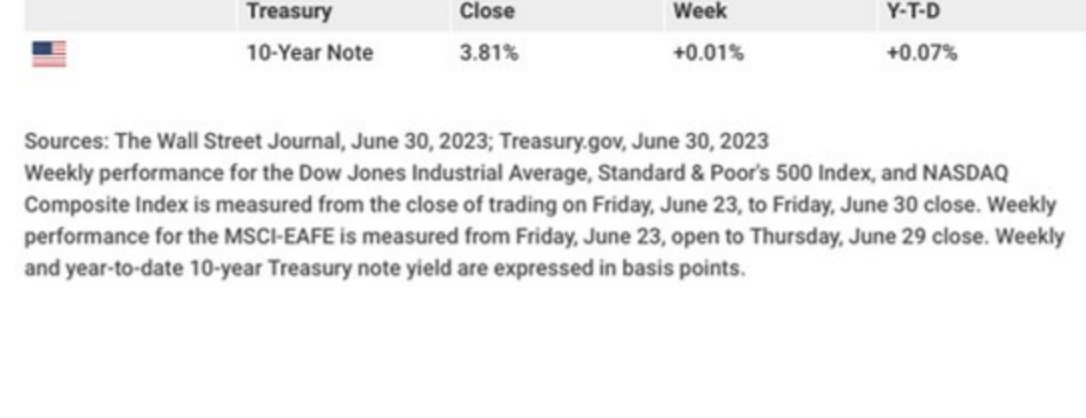 Treasury Close Week Y-T-D
10-Year Note 3.81% +0.01% +0.07%
Sources: The Wall Street Journal, June 30, 2023; Treasury.gov, June 30, 2023
Weekly performance for the Dow Jones Industrial Average, Standard & Poor's 500 Index, and NASDAQ
Composite Index is measured from the close of trading on Friday, June 23, to Friday, June 30 close. Weekly
performance for the MSCI-EAFE is measured from Friday, June 23, open to Thursday, June 29 close. Weekly
and year-to-date 10-year Treasury note yield are expressed in basis points.